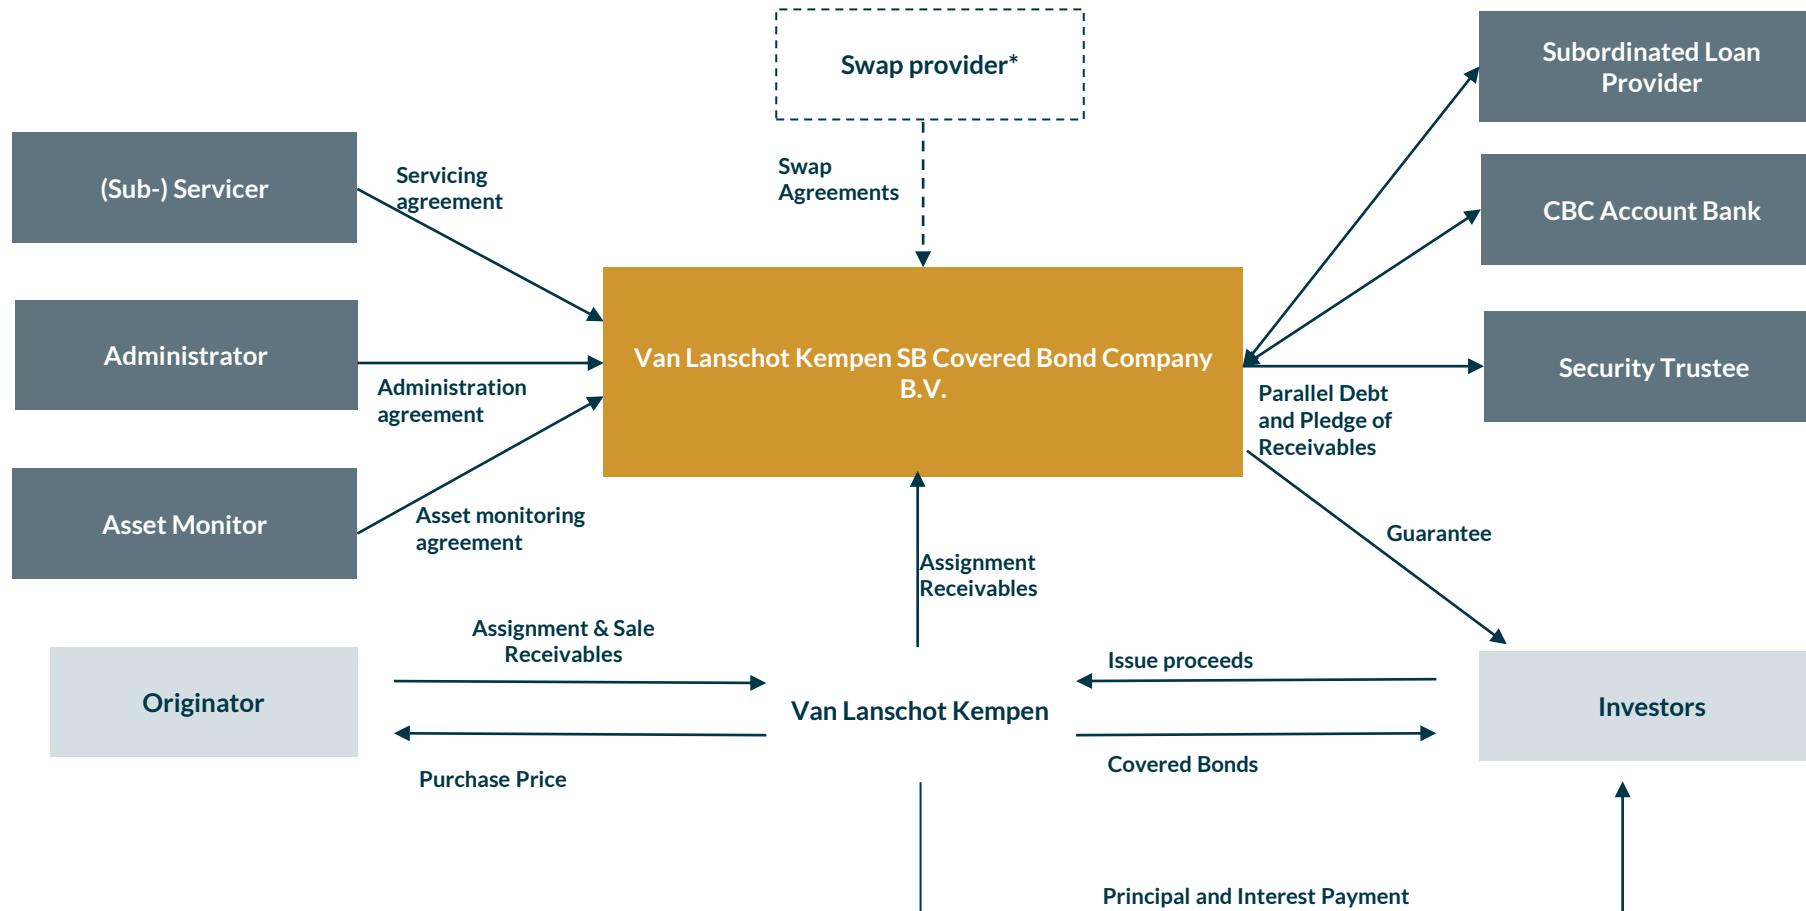 Swap provider*
Subordinated Loan
Provider
(Sub-) Servicer
Servicing
agreement
Swap
Agreements
CBC Account Bank
Administrator
Administration
agreement
Van Lanschot Kempen SB Covered Bond Company
B.V.
Security Trustee
Parallel Debt
and Pledge of
Receivables
Asset Monitor
Asset monitoring
agreement
Assignment
Receivables
Guarantee
Assignment & Sale
Receivables
Issue proceeds
Originator
Van Lanschot Kempen
Investors
Purchase Price
Covered Bonds
Principal and Interest Payment